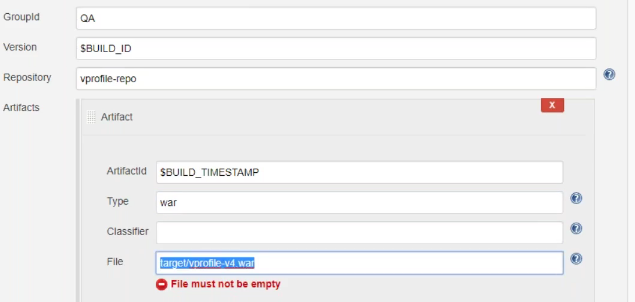 GroupId QA
Version $BUILD_ID
Repository vprofile-repo
Artifacts
X
Artifact
ArtifactId $BUILD_TIMESTAMP
Type war
Classifier
File target/vprofile-v4.war
File must not be empty